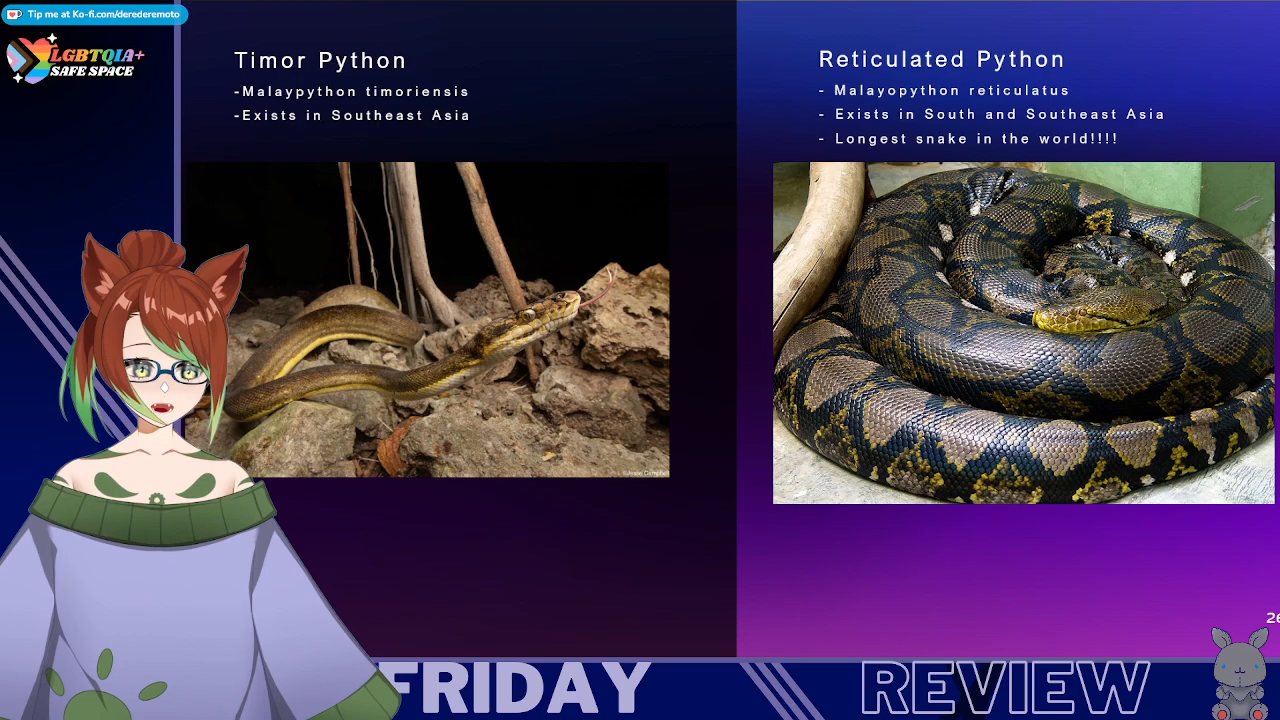 Tip me at Ko-fi.com/derederemoto
LGBTQIA+
SAFE SPACE
Timor Python
-Malaypython timoriensis
-Exists in Southeast Asia
Reticulated Python
- Malayopython reticulatus
- Exists in South and Southeast Asia
- Longest snake in the world!!!!
FRIDAY
REVIEW